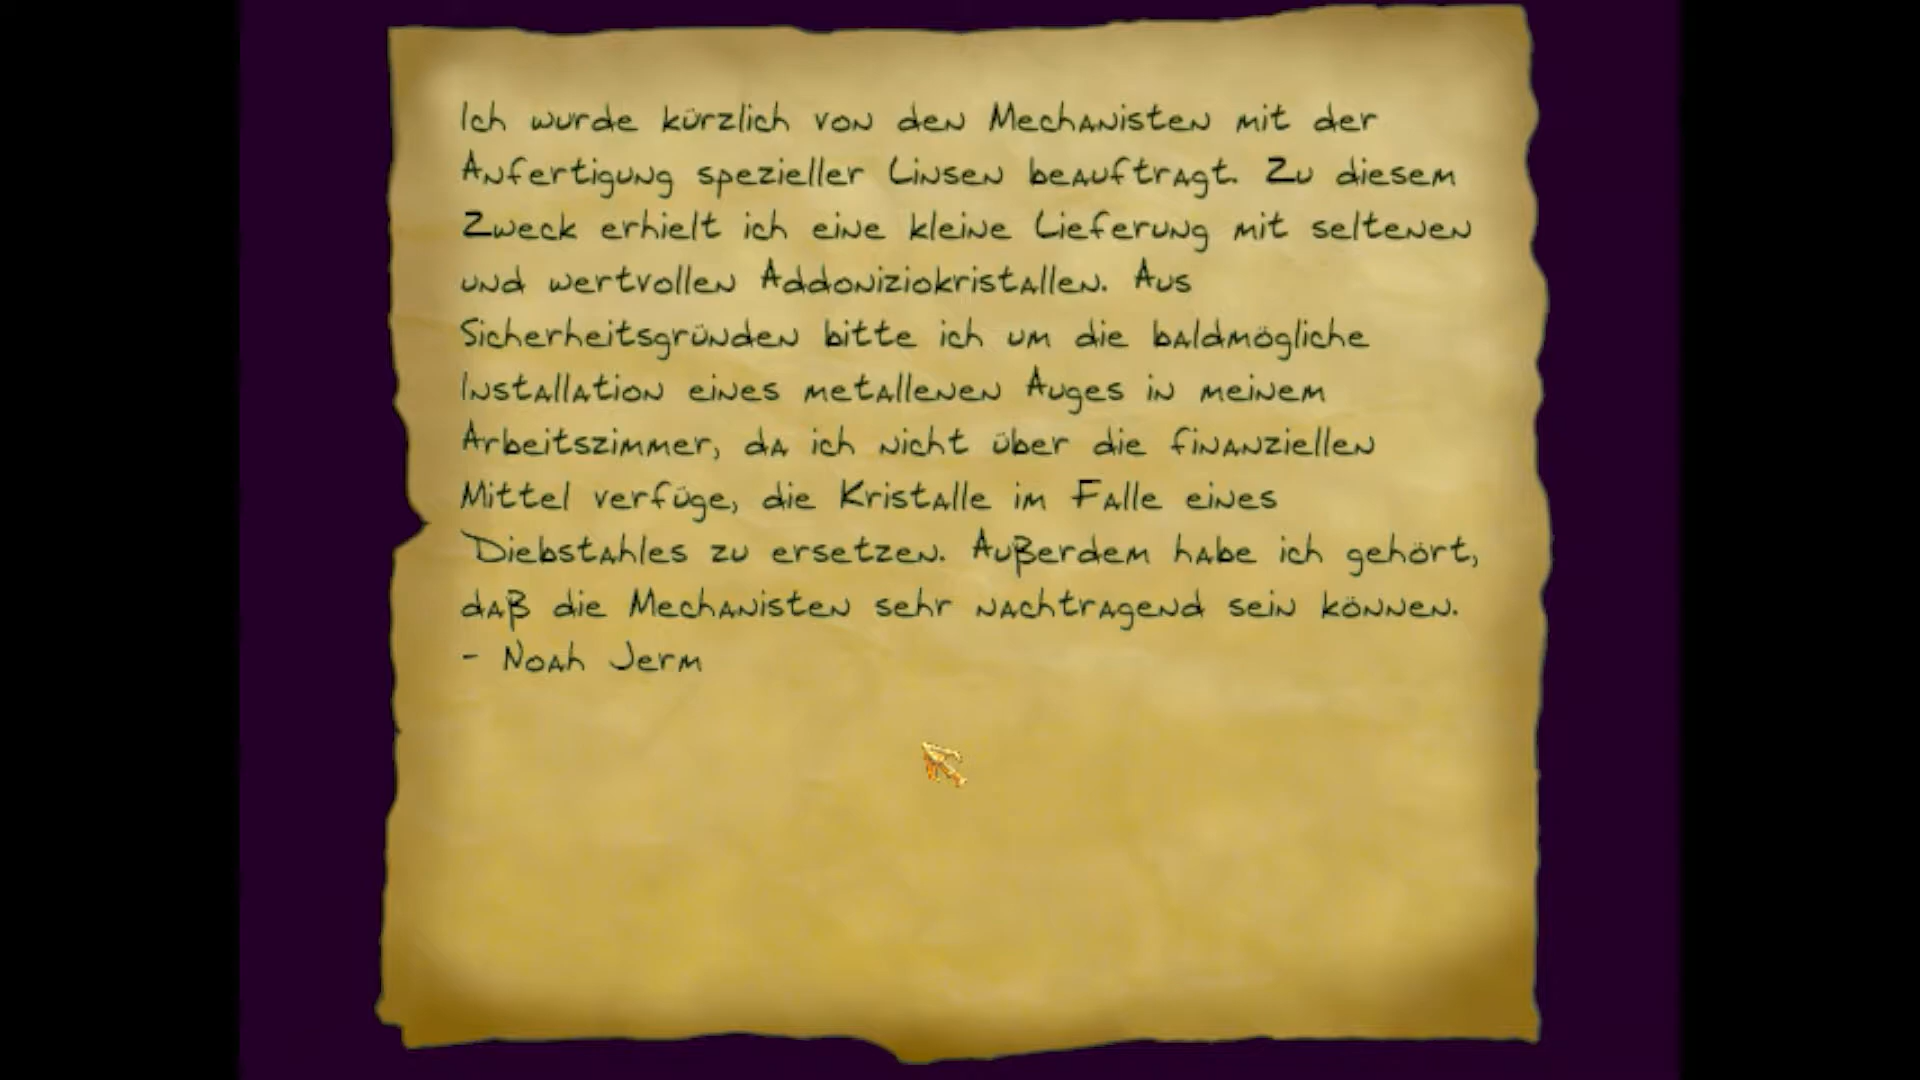 Ich wurde kürzlich von den Mechanisten mit der
Anfertigung spezieller Linsen beauftragt. Zu diesem
Zweck erhielt ich eine kleine Lieferung mit seltenen
und wertvollen Addoniziokristallen. Aus
Sicherheitsgründen bitte ich um die baldmögliche
Installation eines metallenen Auges in meinem
Arbeitszimmer, da ich nicht über die finanziellen
Mittel verfüge, die Kristalle im Falle eines
Diebstahles zu ersetzen. Außerdem habe ich gehört,
daß die Mechanisten sehr nachtragend sein können.
- Noah Jerm